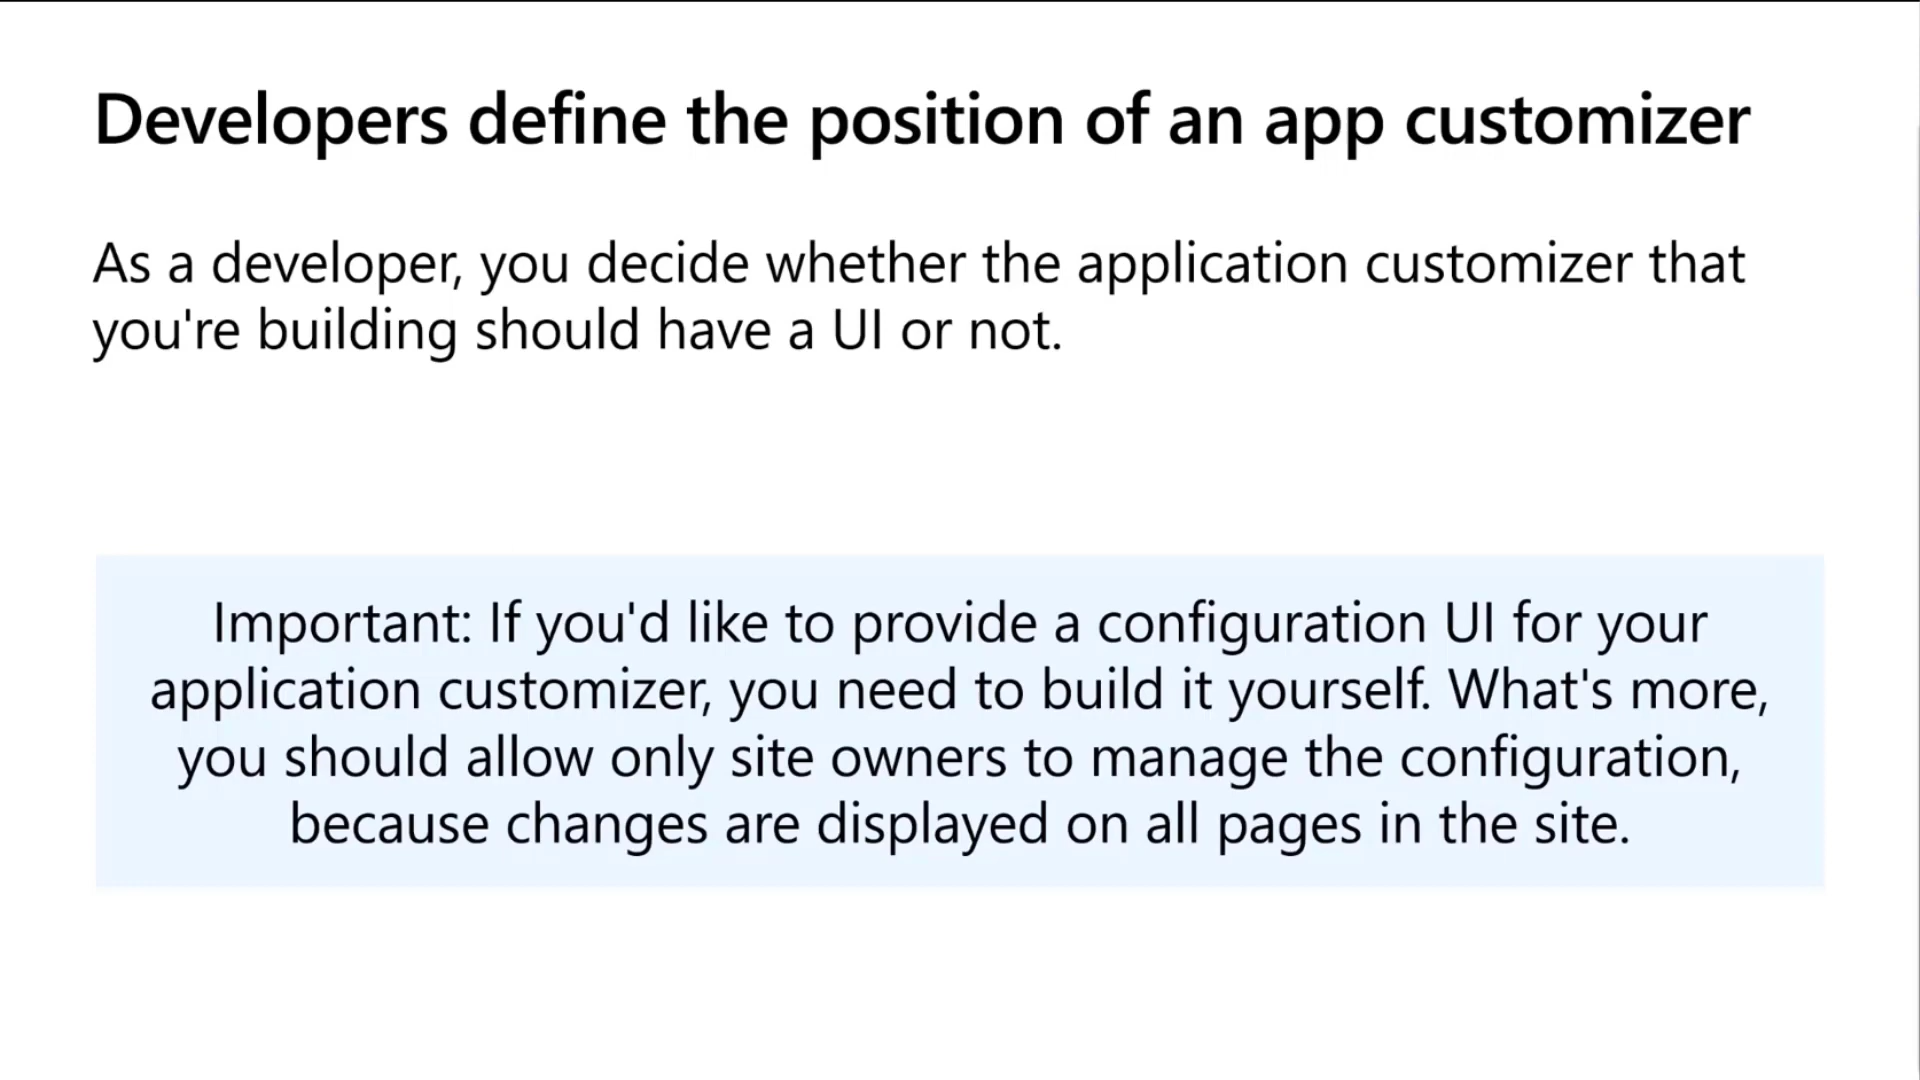 Developers define the position of an app customizer
As a developer, you decide whether the application customizer that
you're building should have a UI or not.
Important: If you'd like to provide a configuration UI for your
application customizer, you need to build it yourself. What's more,
you should allow only site owners to manage the configuration,
because changes are displayed on all pages in the site.